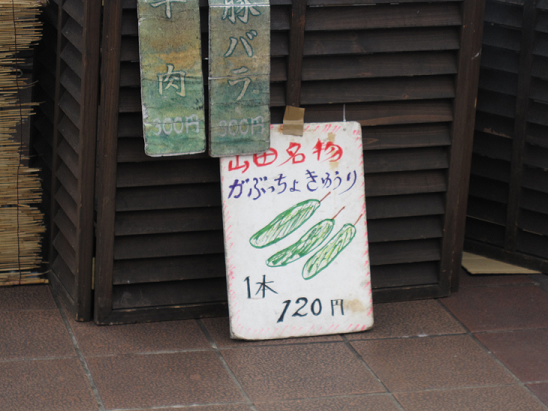 牛肉
300円
豚バラ
300円
山田名物
がぶっちょきゅうり
1本
120円